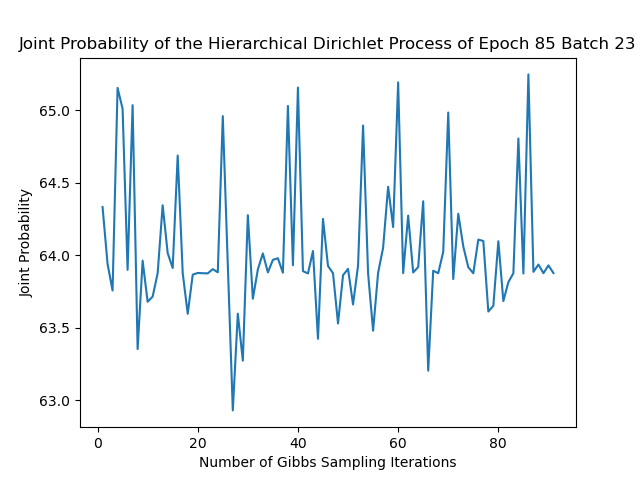 Joint Probability of the Hierarchical Dirichlet Process of Epoch 85 Batch 23
65.0
64.5
64.0
63.5
63.0
Joint Probability
0 20 40 60 80
Number of Gibbs Sampling Iterations